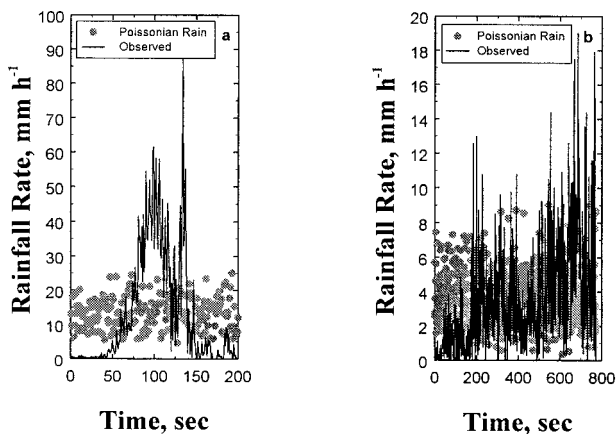 Poissonian Rain
Observed
a
100
90
80
70
60
50
40
30
20
10
0
0 50 100 150 200
Rainfall Rate, mm h-1
Time, sec
Poissonian Rain
Observed
b
20
18
16
14
12
10
8
6
4
2
0
0 200 400 600 800
Rainfall Rate, mm h-1
Time, sec